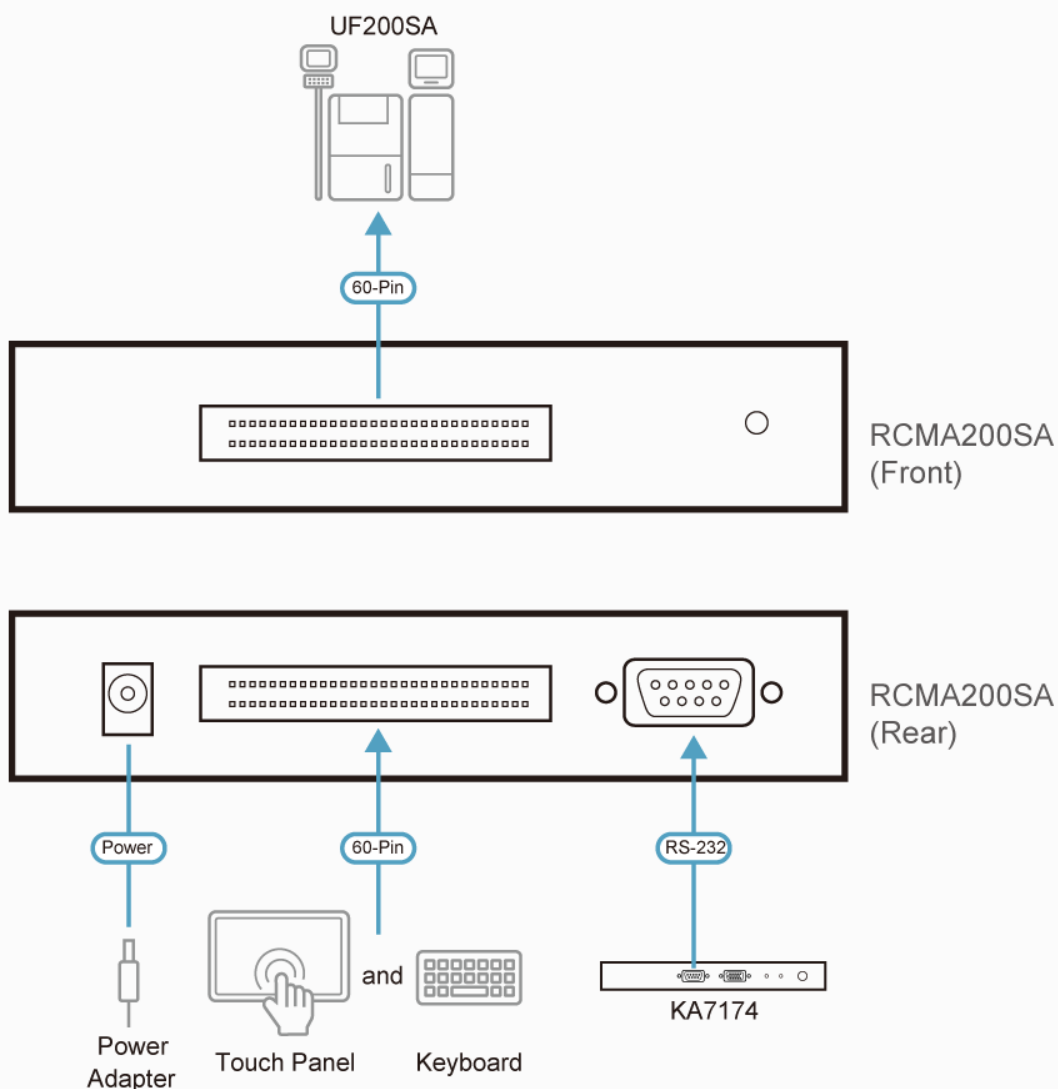 UF200SA
60-Pin
RCMA200SA
(Front)
RCMA200SA
(Rear)
Power
60-Pin
RS-232
and
KA7174
Power
Adapter
Touch Panel
Keyboard